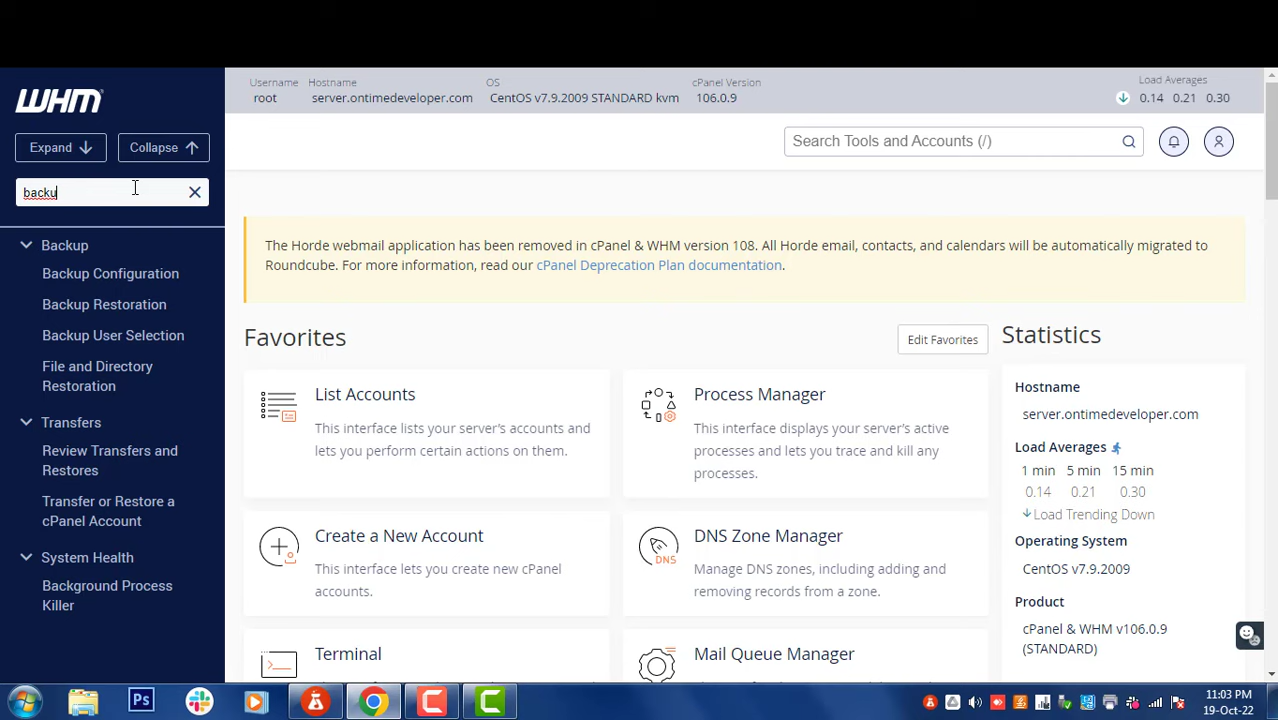 WHM
Expand
Collapse
backu
Backup
Backup Configuration
Backup Restoration
Backup User Selection
File and Directory
Restoration
Transfers
Review Transfers and
Restores
Transfer or Restore a
cPanel Account
System Health
Background Process
Killer
Username Hostname OS cPanel Version
root server.ontimedeveloper.com CentOS v7.9.2009 STANDARD kvm 106.0.9
Load Averages
0.14 0.21 0.30
Search Tools and Accounts (/)
The Horde webmail application has been removed in cPanel & WHM version 108. All Horde email, contacts, and calendars will be automatically migrated to
Roundcube. For more information, read our cPanel Deprecation Plan documentation.
Favorites
Edit Favorites
List Accounts
This interface lists your server's accounts and
lets you perform certain actions on them.
Process Manager
This interface displays your server's active
processes and lets you trace and kill any
processes.
Create a New Account
This interface lets you create new cPanel
accounts.
DNS
DNS Zone Manager
Manage DNS zones, including adding and
removing records from a zone.
Terminal
Mail Queue Manager
Statistics
Hostname
server.ontimedeveloper.com
Load Averages
1 min 5 min 15 min
0.14 0.21 0.30
Load Trending Down
Operating System
CentOS v7.9.2009
Product
cPanel & WHM v106.0.9
(STANDARD)
Ps
11:03 PM
19-Oct-22